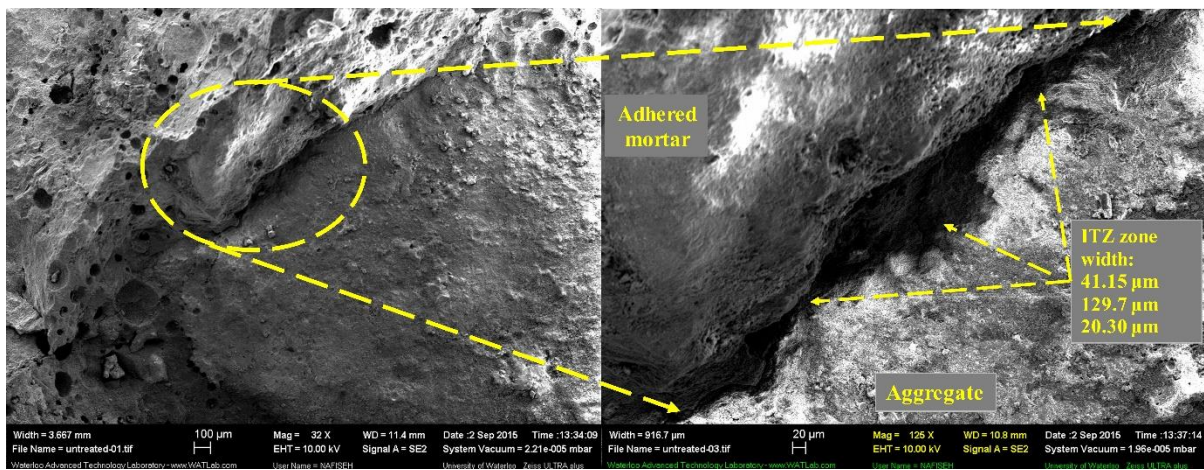 Adhered
mortar
ITZ zone
width:
41.15 µm
129.7 µm
20.30 µm
Aggregate
Width = 3.667 mm 100 µm Mag = 32 X WD = 11.4 mm Date :2 Sep 2015 Time :13:34:09
File Name = untreated-01.tif EHT = 10.00 kV Signal A = SE2 System Vacuum = 2.21e-005 mbar
Waterloo Advanced Technology Laboratory - www.WATLab.com User Name = NAFISEH University of Waterloo Zeiss ULTRA plus
Width = 916.7 µm 20 µm Mag = 125 X WD = 10.8 mm Date :2 Sep 2015 Time :13:37:14
File Name = untreated-03.tif EHT = 10.00 kV Signal A = SE2 System Vacuum = 1.96e-005 mbar
Waterloo Advanced Technology Laboratory - www.WATLab.com User Name = NAFISEH University of Waterloo Zeiss ULTRA plus